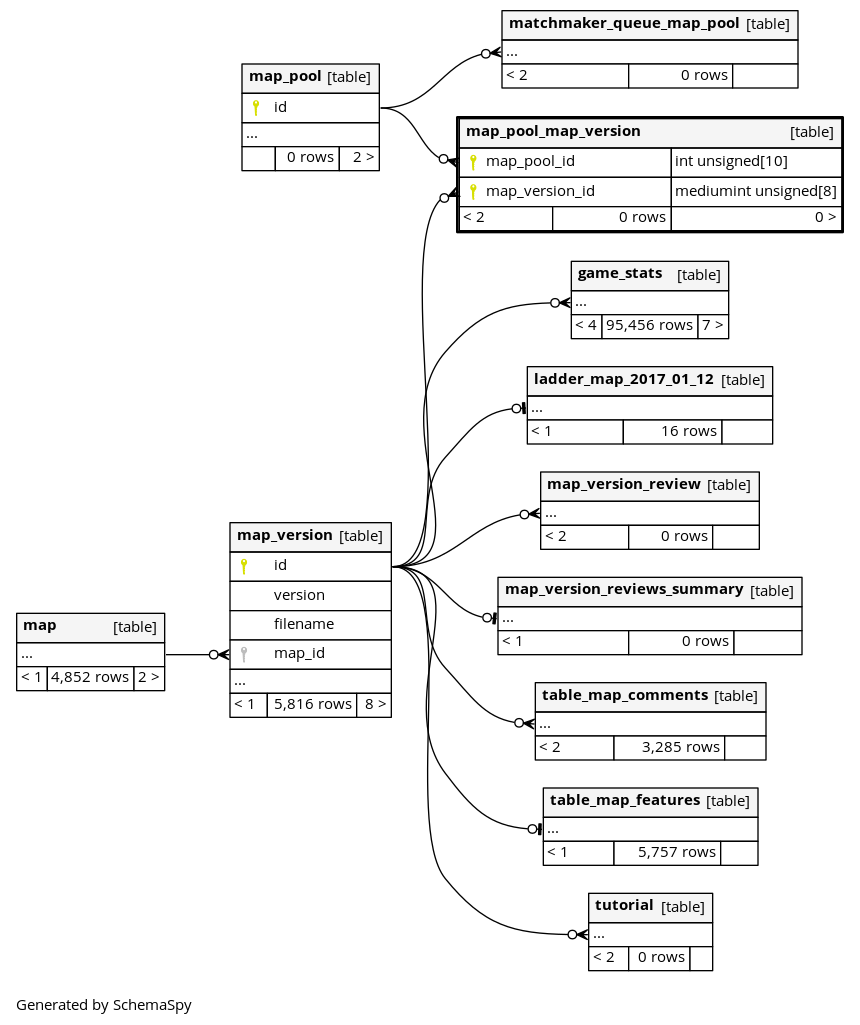 matchmaker_queue_map_pool [table]
...
< 2 0 rows
map_pool [table]
id
...
0 rows 2 >
map_pool_map_version [table]
map_pool_id int unsigned[10]
map_version_id mediumint unsigned[8]
< 2 0 rows 0 >
game_stats [table]
...
< 4 95,456 rows 7 >
ladder_map_2017_01_12 [table]
...
< 1 16 rows
map_version_review [table]
...
< 2 0 rows
map_version [table]
id
version
filename
map_id
...
< 1 5,816 rows 8 >
map_version_reviews_summary [table]
...
< 1 0 rows
map [table]
...
< 1 4,852 rows 2 >
table_map_comments [table]
...
< 2 3,285 rows
table_map_features [table]
...
< 1 5,757 rows
tutorial [table]
...
< 2 0 rows
Generated by SchemaSpy